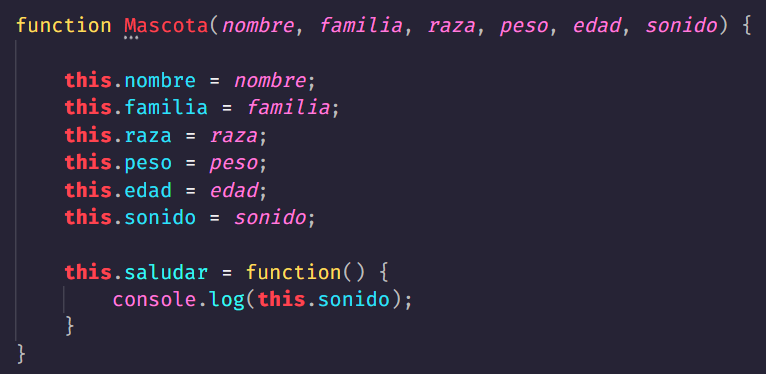 function Mascota(nombre, familia, raza, peso, edad, sonido) {
this.nombre = nombre;
this.familia = familia;
this.raza = raza;
this.peso = peso;
this.edad = edad;
this.sonido = sonido;
this.saludar = function() {
console.log(this.sonido);
}
}